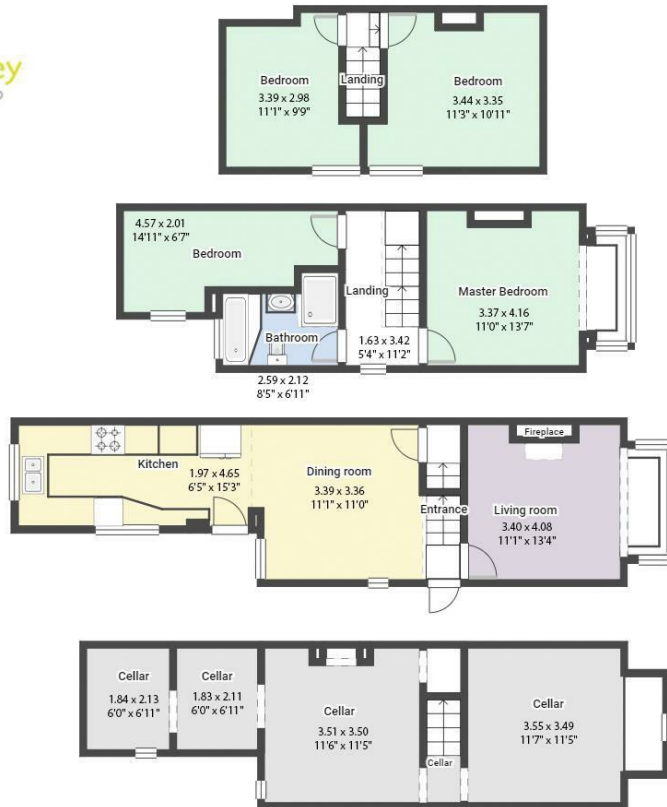 ey
Bedroom
3.39 x 2.98
11'1" x 9'9"
Landing
Bedroom
3.44 x 3.35
11'3" x 10'11"
4.57 x 2.01
14'11" x 6'7"
Bedroom
Landing
1.63 x 3.42
5'4" x 11'2"
Master Bedroom
3.37 x 4.16
11'0" x 13'7"
Bathroom
2.59 x 2.12
8'5" x 6'11"
Kitchen
1.97 x 4.65
6'5" x 15'3"
Dining room
3.39 x 3.36
11'1" x 11'0"
Entrance
Fireplace
Living room
3.40 x 4.08
11'1" x 13'4"
Cellar
1.84 x 2.13
6'0" x 6'11"
Cellar
1.83 x 2.11
6'0" x 6'11"
Cellar
3.51 x 3.50
11'6" x 11'5"
Cellar
Cellar
3.55 x 3.49
11'7" x 11'5"